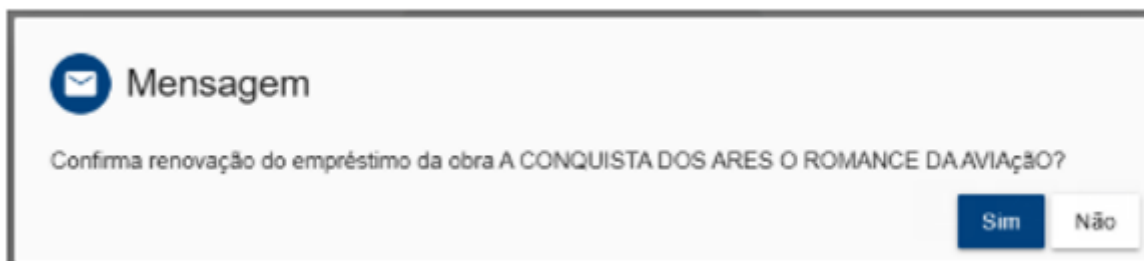 Mensagem
Confirma renovação do empréstimo da obra A CONQUISTA DOS ARES O ROMANCE DA AVIAçãO?
Sim Não